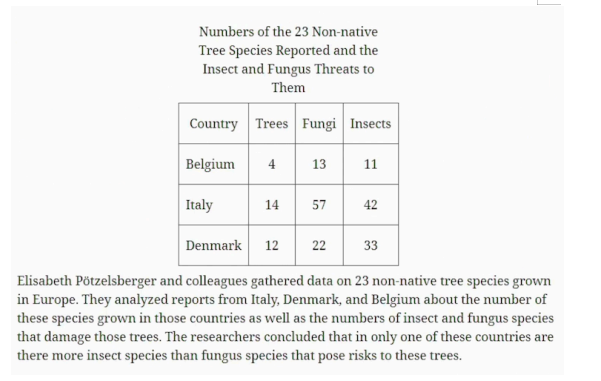 Numbers of the 23 Non-native
Tree Species Reported and the
Insect and Fungus Threats to
Them
Country Trees Fungi Insects
Belgium 4 13 11
Italy 14 57 42
Denmark 12 22 33
Elisabeth Pötzelsberger and colleagues gathered data on 23 non-native tree species grown
in Europe. They analyzed reports from Italy, Denmark, and Belgium about the number of
these species grown in those countries as well as the numbers of insect and fungus species
that damage those trees. The researchers concluded that in only one of these countries are
there more insect species than fungus species that pose risks to these trees.